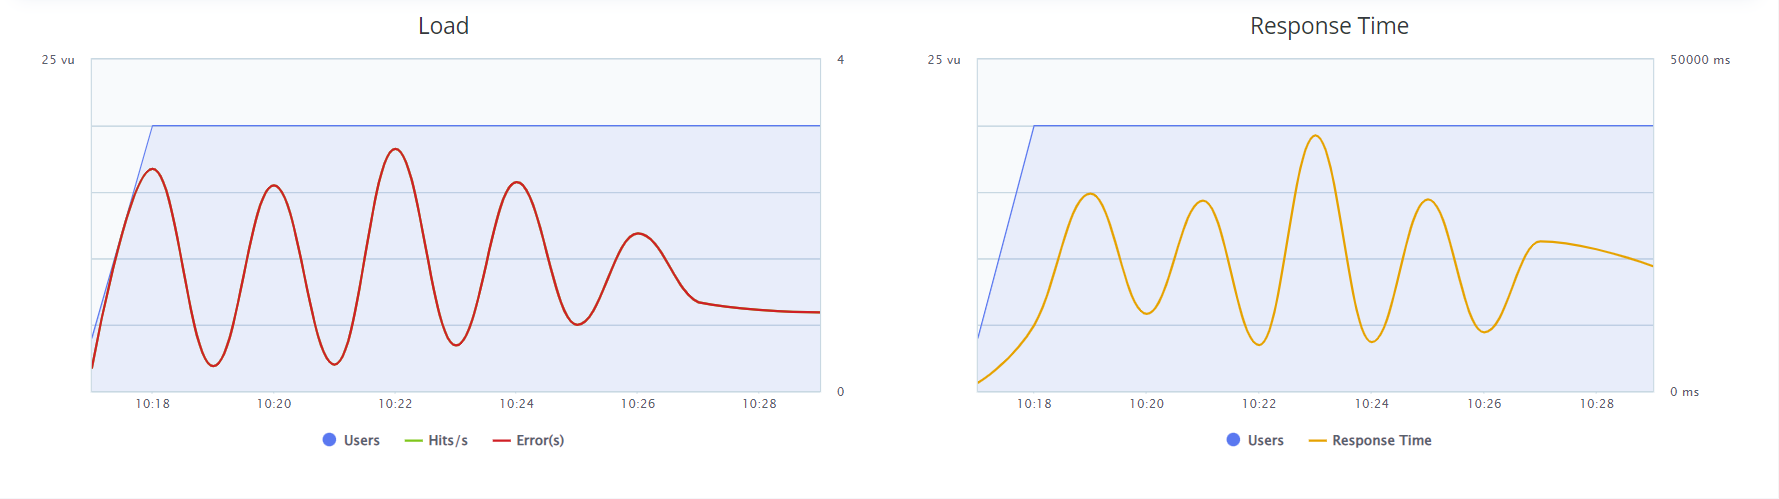 Load
25 vu
4
0
10:18 10:20 10:22 10:24 10:26 10:28
Users Hits/s Error(s)
Response Time
25 vu
50000 ms
0 ms
10:18 10:20 10:22 10:24 10:26 10:28
Users Response Time